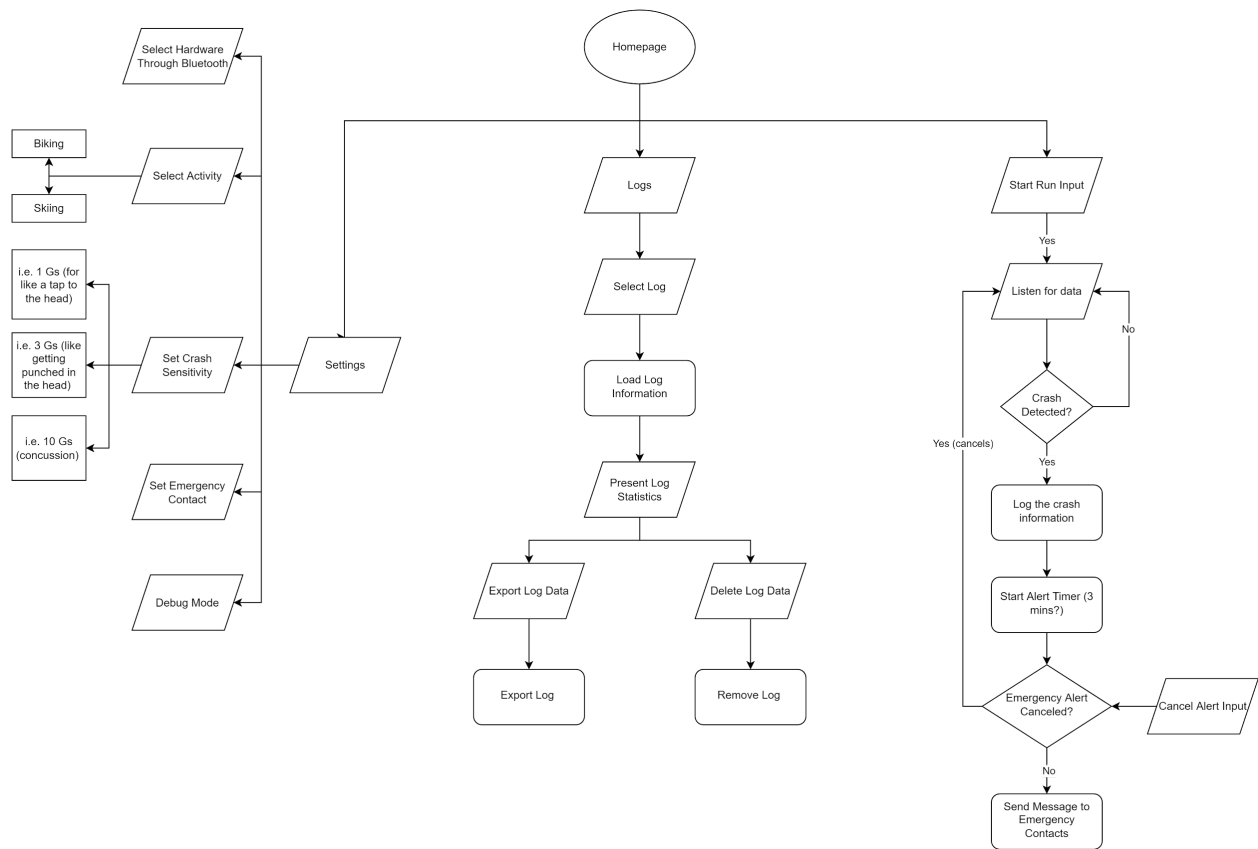 Homepage
Select Hardware
Through Bluetooth
Biking
Select Activity
Skiing
i.e. 1 Gs (for
like a tap to
the head)
i.e. 3 Gs (like
getting
punched in
the head)
Set Crash
Sensitivity
Settings
i.e. 10 Gs
(concussion)
Set Emergency
Contact
Debug Mode
Logs
Select Log
Load Log
Information
Present Log
Statistics
Export Log Data
Delete Log Data
Export Log
Remove Log
Start Run Input
Yes
Listen for data
No
Crash
Detected?
Yes (cancels)
Yes
Log the crash
information
Start Alert Timer (3
mins?)
Emergency Alert
Canceled?
Cancel Alert Input
No
Send Message to
Emergency
Contacts